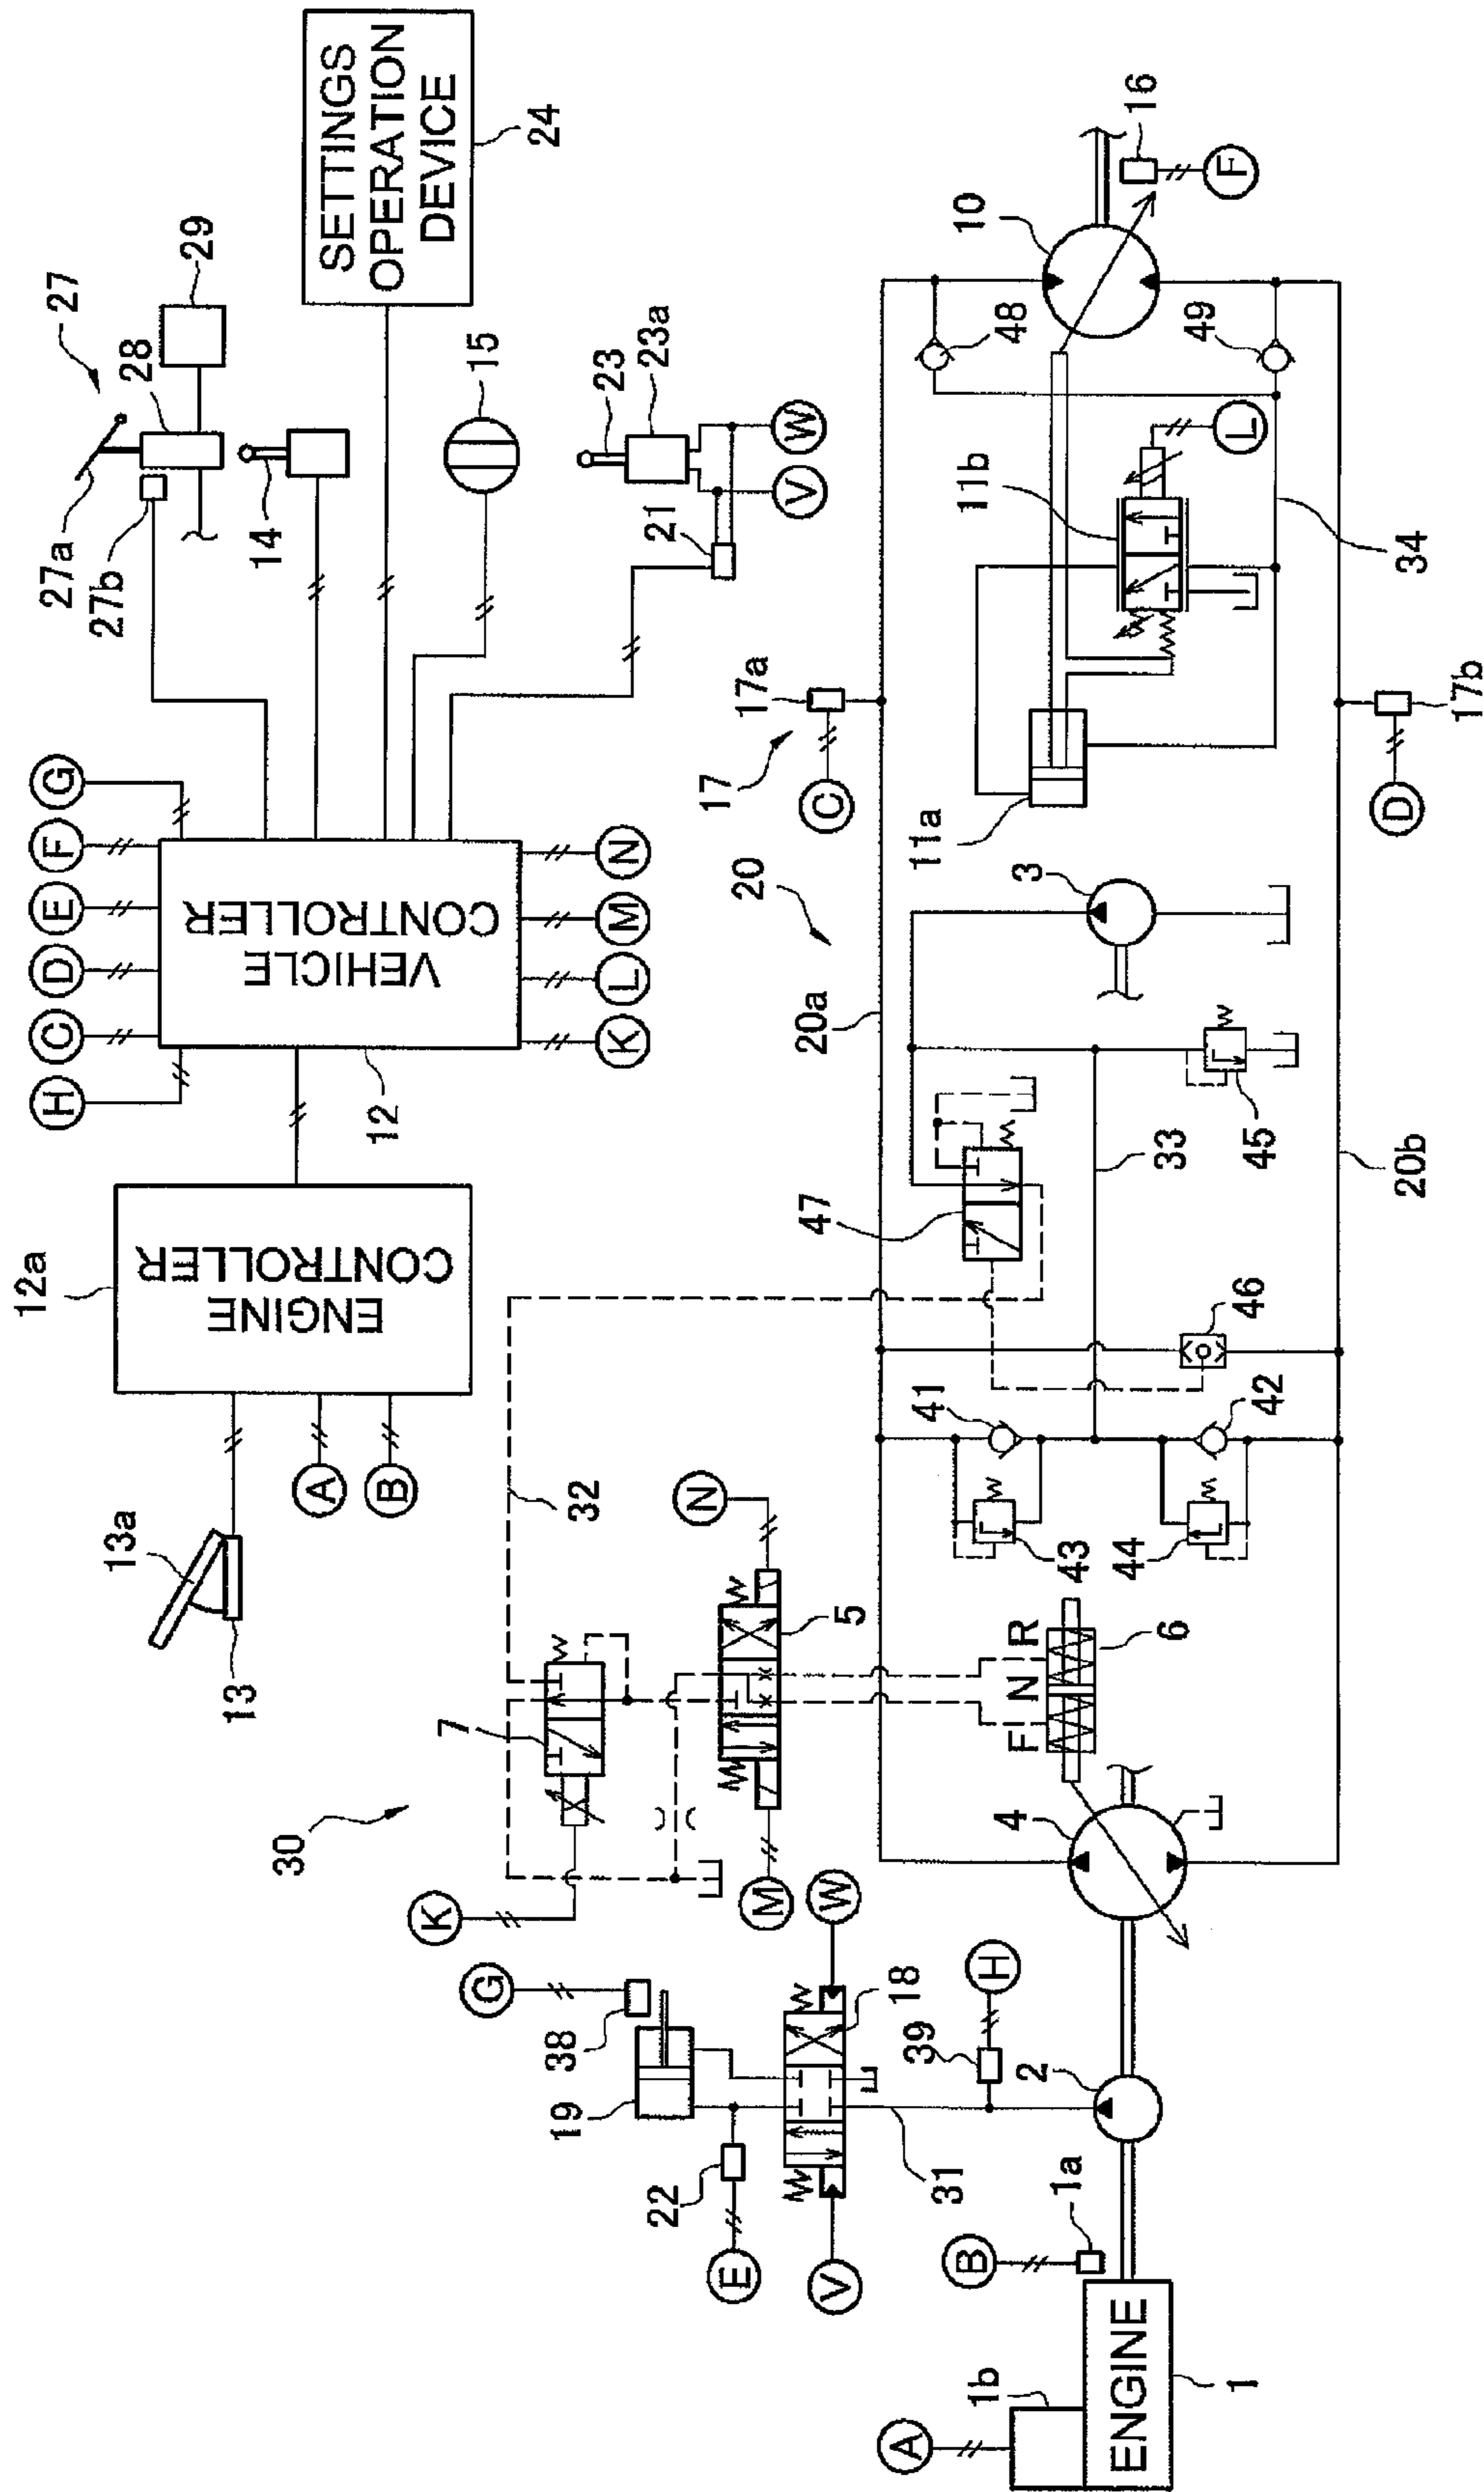 12a
ENGINE
CONTROLLER
13a
13
A
B
H
C
D
E
F
G
VEHICLE
CONTROLLER
12
K
L
M
N
27
27a
27b
28
29
14
SETTINGS
OPERATION
DEVICE
24
15
23
23a
21
V
W
30
K
7
32
N
5
M
G
38
19
22
E
V
W
18
31
39
H
2
B
1a
A
1b
ENGINE
1
4
F
N
R
6
41
42
43
44
46
47
33
45
20
20a
20b
3
17
17a
C
17b
D
11a
11b
L
34
48
49
10
16
F